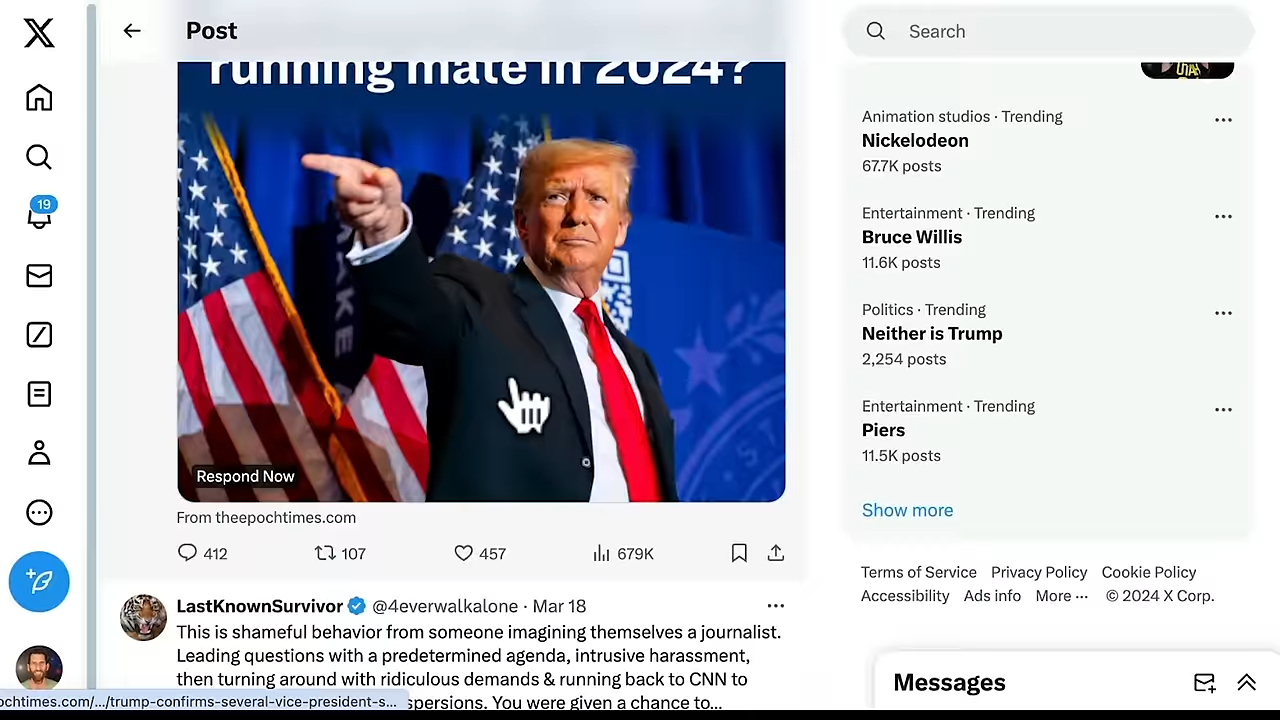 Post
Search
running mate in 2024?
MAKE
Respond Now
From theepochtimes.com
412
107
457
679K
LastKnownSurvivor @4everwalkalone · Mar 18
This is shameful behavior from someone imagining themselves a journalist.
Leading questions with a predetermined agenda, intrusive harassment,
then turning around with ridiculous demands & running back to CNN to
spersions. You were given a chance to...
ochtimes.com/.../trump-confirms-several-vice-president-s...
19
Animation studios · Trending
Nickelodeon
67.7K posts
Entertainment · Trending
Bruce Willis
11.6K posts
Politics · Trending
Neither is Trump
2,254 posts
Entertainment · Trending
Piers
11.5K posts
Show more
Terms of Service Privacy Policy Cookie Policy
Accessibility Ads info More ··· © 2024 X Corp.
Messages